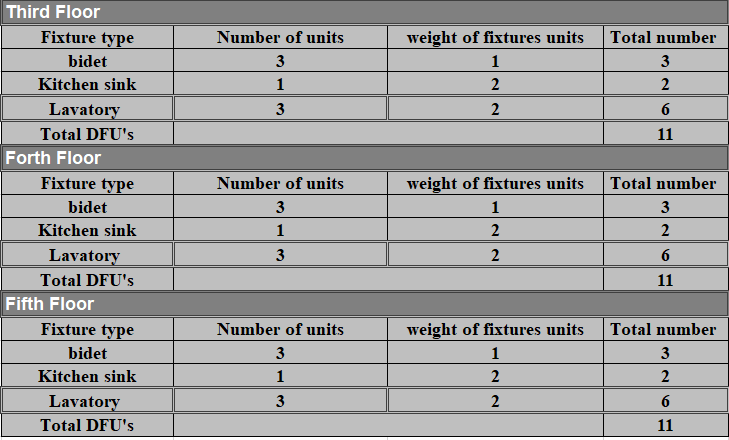 Third Floor
Fixture type Number of units weight of fixtures units Total number
bidet 3 1 3
Kitchen sink 1 2 2
Lavatory 3 2 6
Total DFU's 11
Forth Floor
Fixture type Number of units weight of fixtures units Total number
bidet 3 1 3
Kitchen sink 1 2 2
Lavatory 3 2 6
Total DFU's 11
Fifth Floor
Fixture type Number of units weight of fixtures units Total number
bidet 3 1 3
Kitchen sink 1 2 2
Lavatory 3 2 6
Total DFU's 11